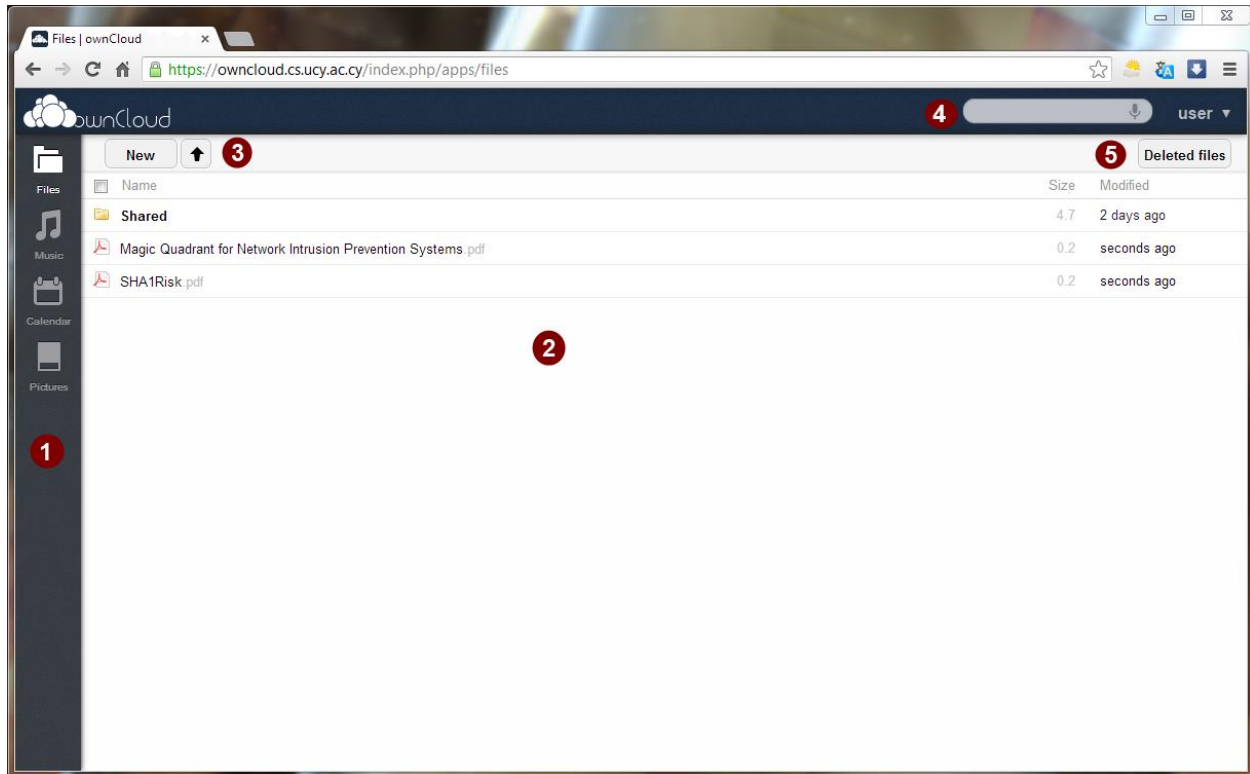 Files | ownCloud
https://owncloud.cs.ucy.ac.cy/index.php/apps/files
ownCloud
4
user
Files
New
3
5
Deleted files
Name Size Modified
Shared 4.7 2 days ago
Music
Magic Quadrant for Network Intrusion Prevention Systems.pdf 0.2 seconds ago
SHA1Risk.pdf 0.2 seconds ago
Calendar
2
Pictures
1